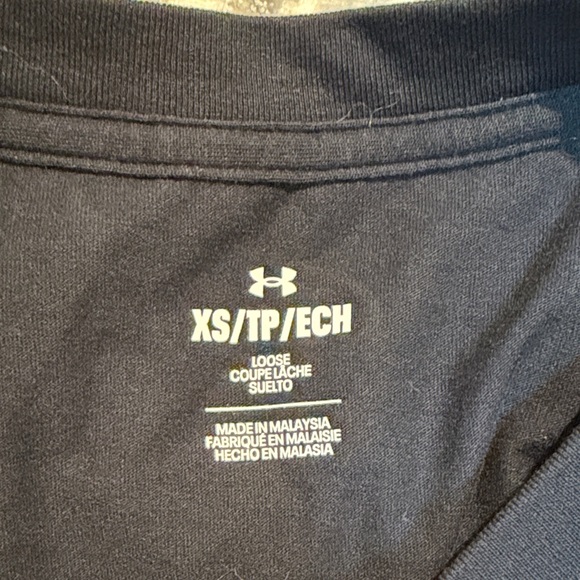 XS/TP/ECH
LOOSE
COUPE LÂCHE
SUELTO
MADE IN MALAYSIA
FABRIQUÉ EN MALAISIE
HECHO EN MALASIA